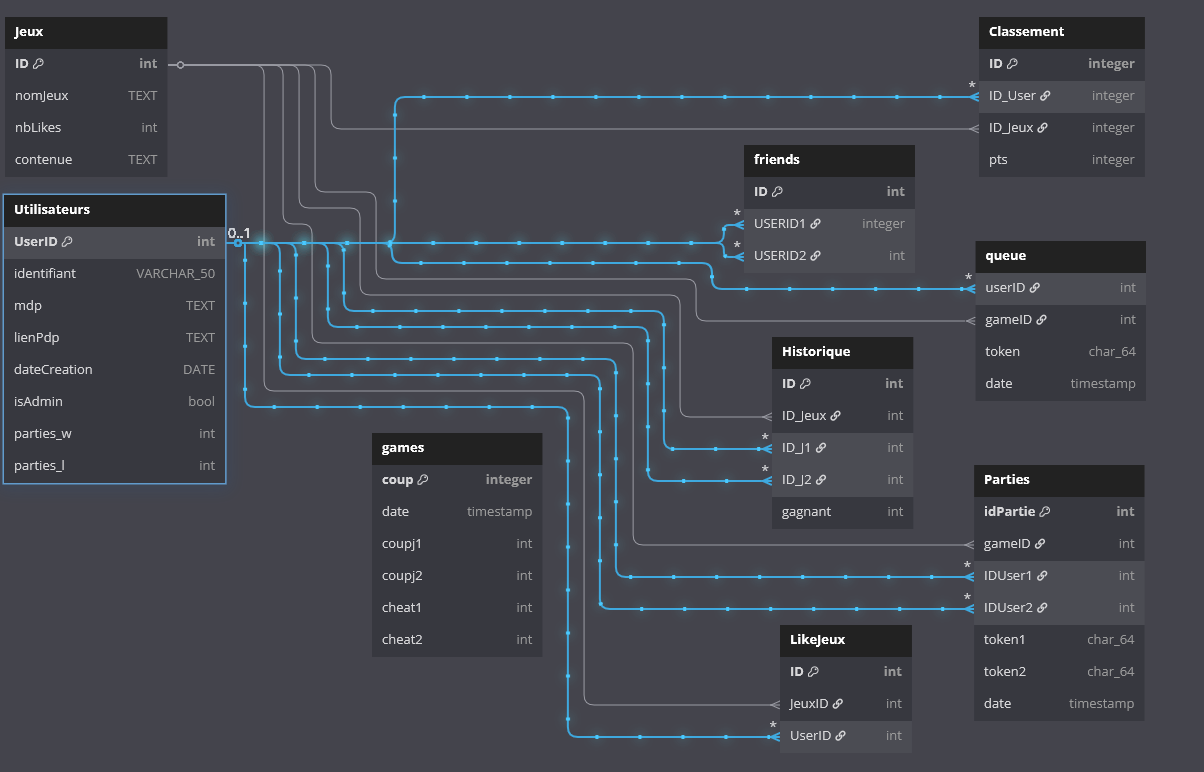 Jeux
ID int
nomJeux TEXT
nbLikes int
contenue TEXT
Utilisateurs
UserID int
0..1
identifiant VARCHAR_50
mdp TEXT
lienPdp TEXT
dateCreation DATE
isAdmin bool
parties_w int
parties_l int
games
coup integer
date timestamp
coupj1 int
coupj2 int
cheat1 int
cheat2 int
friends
ID int
* USERID1 integer
* USERID2 int
Historique
ID int
ID_Jeux int
* ID_J1 int
* ID_J2 int
gagnant int
LikeJeux
ID int
JeuxID int
* UserID int
Classement
ID integer
* ID_User integer
ID_Jeux integer
pts integer
queue
* userID int
gameID int
token char_64
date timestamp
Parties
idPartie int
gameID int
* IDUser1 int
* IDUser2 int
token1 char_64
token2 char_64
date timestamp